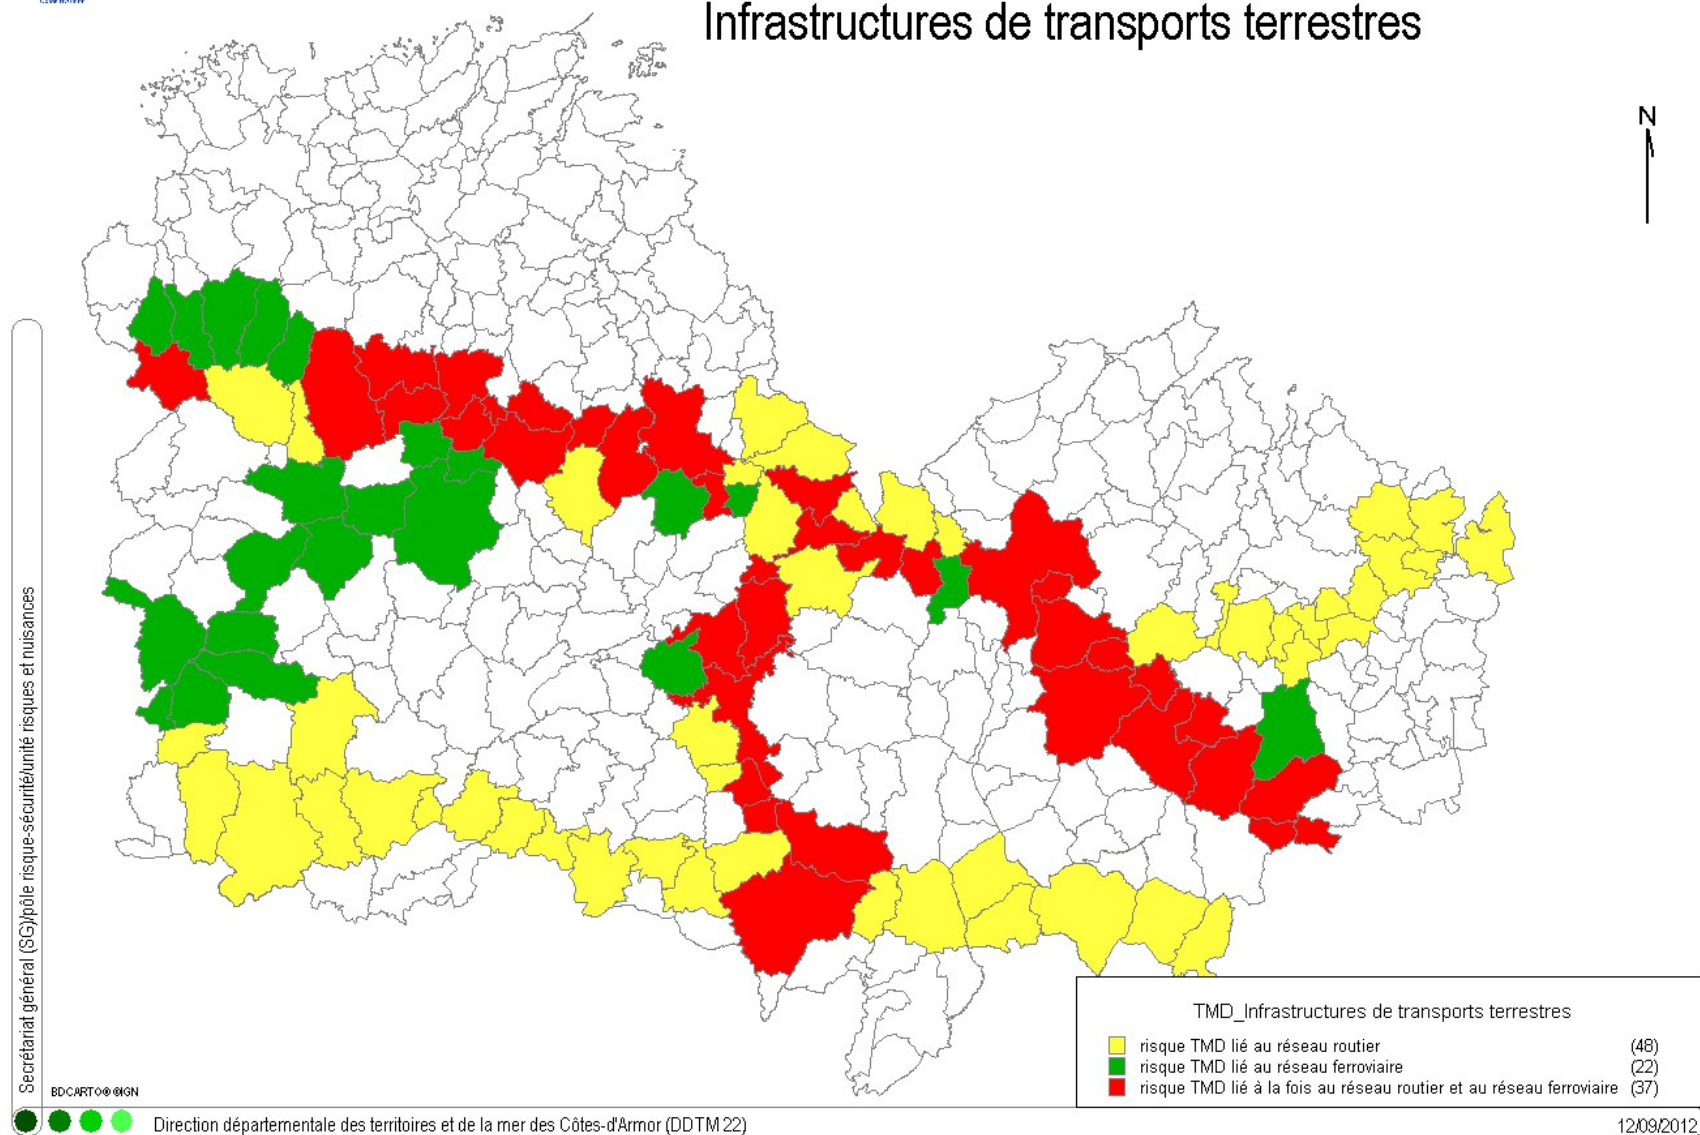 Infrastructures de transports terrestres
N
Secrétariat général (SG)/pôle risque-sécurité/unité risques et nuisances
TMD_Infrastructures de transports terrestres
risque TMD lié au réseau routier (48)
risque TMD lié au réseau ferroviaire (22)
risque TMD lié à la fois au réseau routier et au réseau ferroviaire (37)
BDCARTO® ®IGN
Direction départementale des territoires et de la mer des Côtes-d'Armor (DDTM 22)
12/09/2012